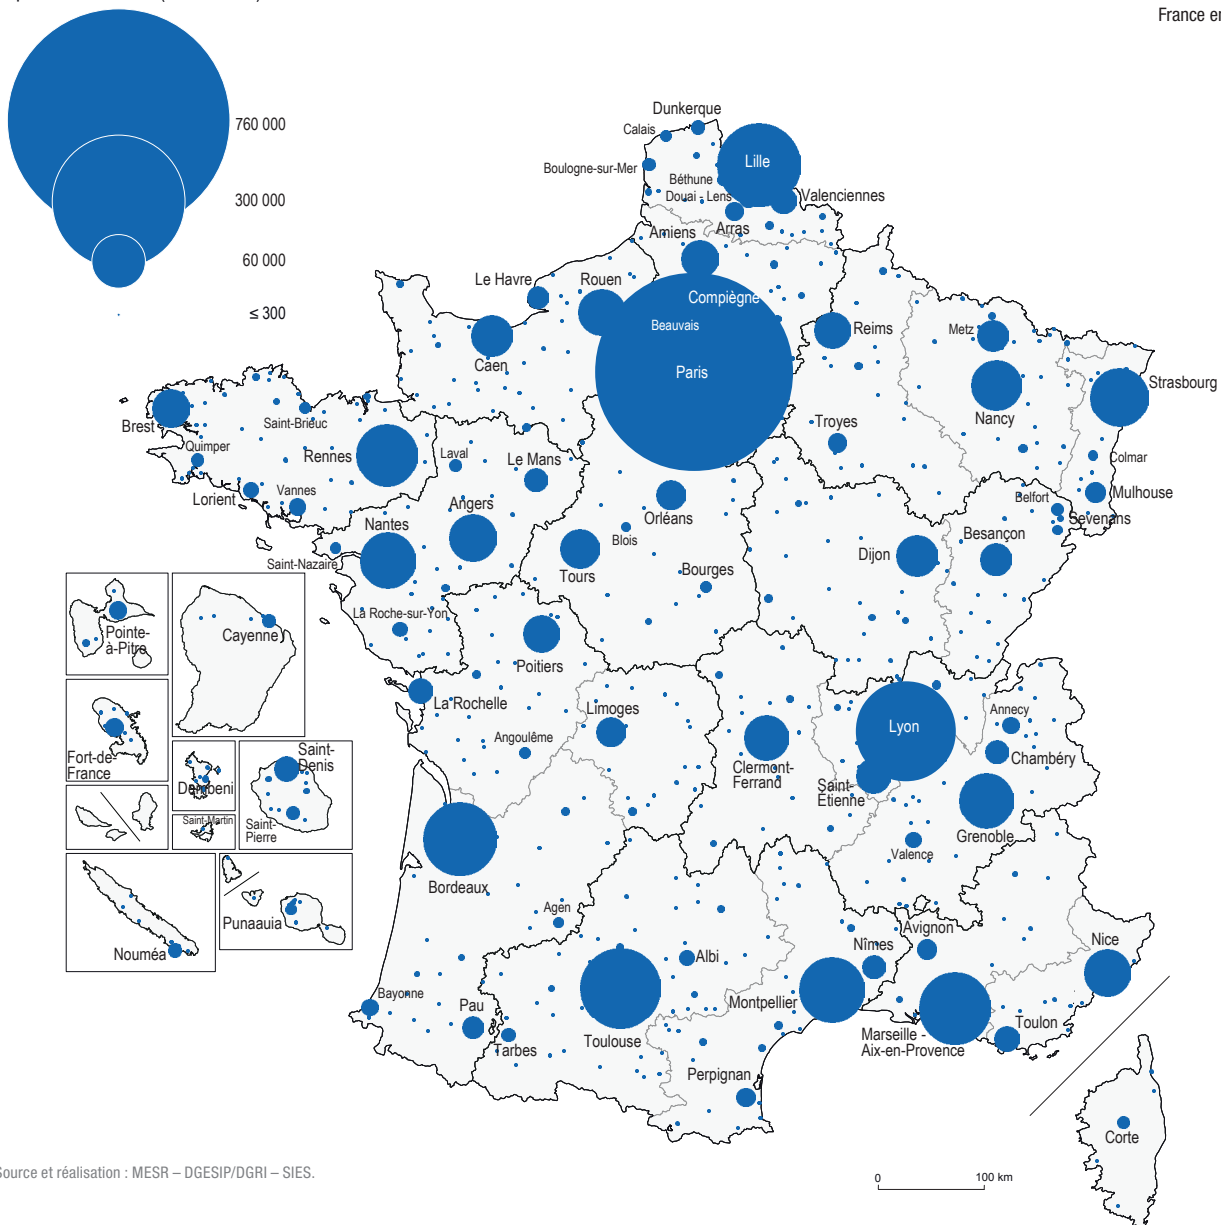 France en
760 000
300 000
60 000
≤ 300
Dunkerque
Calais
Lille
Boulogne-sur-Mer
Béthune
Douai - Lens
Valenciennes
Amiens
Arras
Le Havre
Rouen
Compiègne
Beauvais
Reims
Metz
Caen
Paris
Strasbourg
Nancy
Brest
Saint-Brieuc
Troyes
Quimper
Rennes
Laval
Le Mans
Colmar
Lorient
Vannes
Angers
Orléans
Belfort
Mulhouse
Nantes
Blois
Sevenans
Besançon
Dijon
Saint-Nazaire
Tours
Bourges
La Roche-sur-Yon
Pointe-
à-Pitre
Cayenne
Poitiers
La Rochelle
Limoges
Annecy
Lyon
Angoulême
Chambéry
Fort-de-
France
Saint-
Denis
Clermont-
Ferrand
Saint-
Étienne
Dembeni
Saint-Martin
Saint-
Pierre
Grenoble
Valence
Bordeaux
Agen
Punaauia
Avignon
Nîmes
Nice
Nouméa
Albi
Bayonne
Pau
Montpellier
Toulon
Tarbes
Toulouse
Marseille -
Aix-en-Provence
Perpignan
Corte
Source et réalisation : MESR – DGESIP/DGRI – SIES.
0 100 km